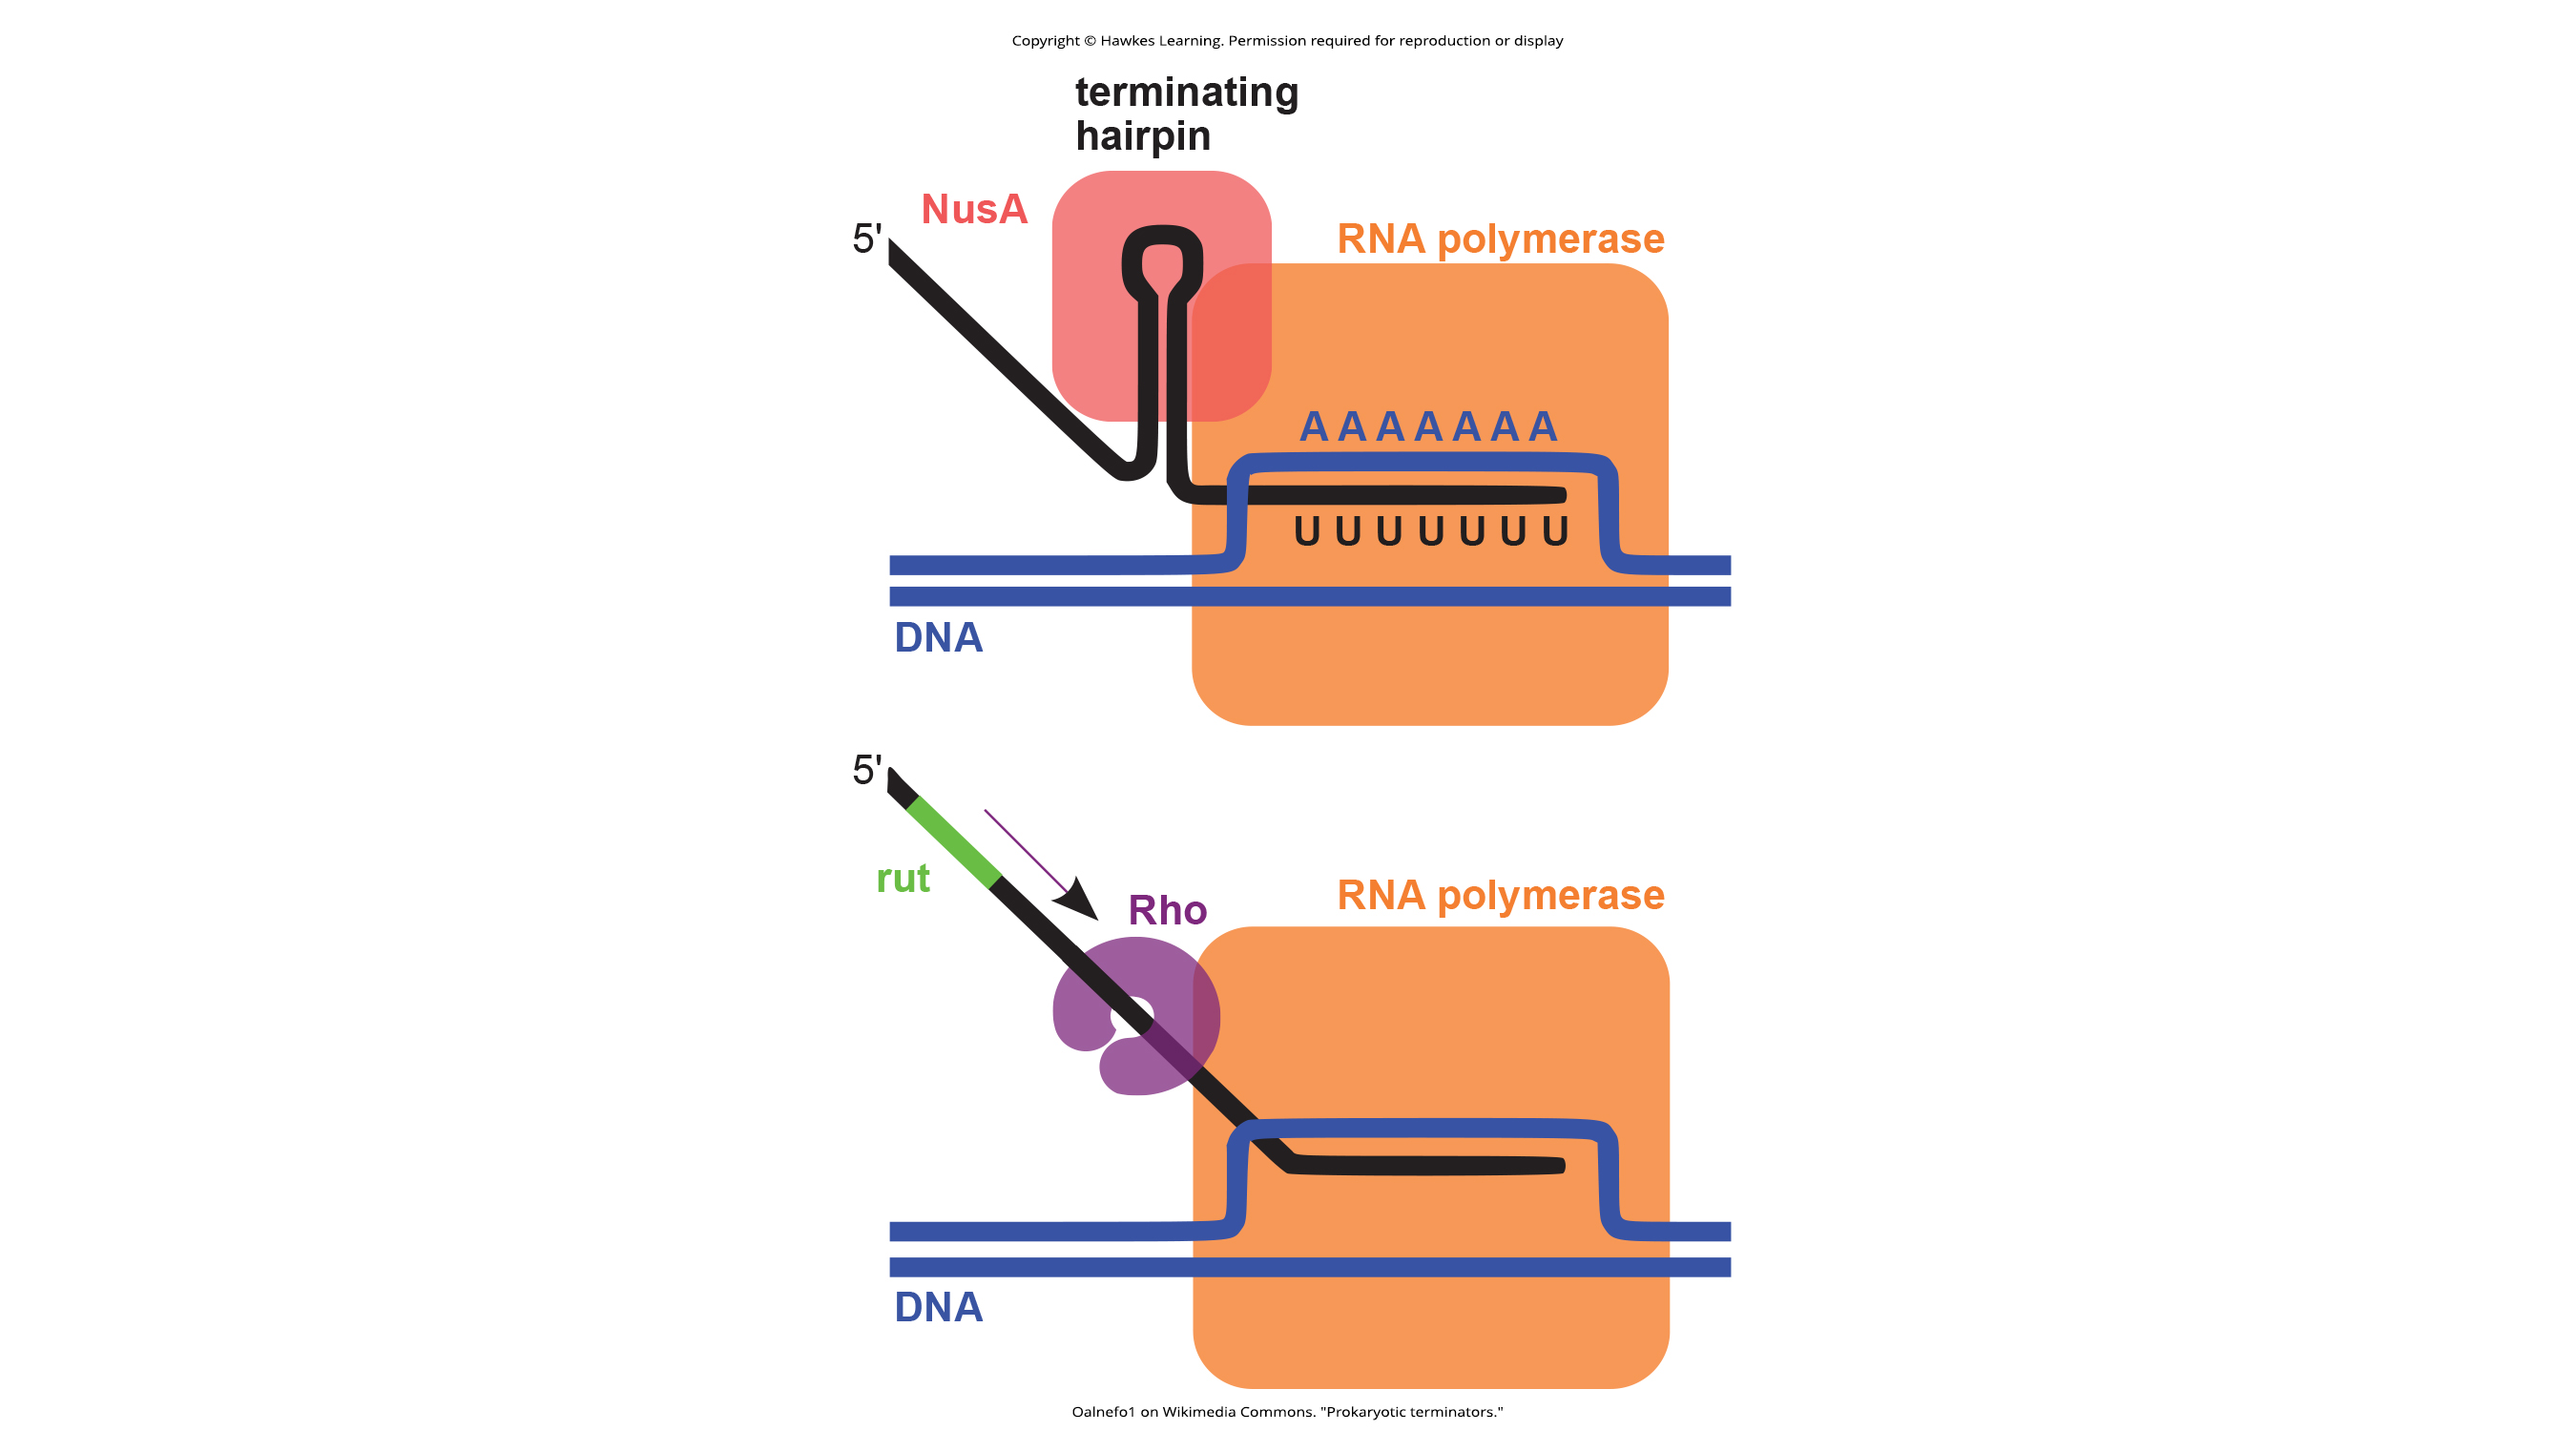 Copyright © Hawkes Learning. Permission required for reproduction or display
terminating
hairpin
NusA
5'
RNA polymerase
A A A A A A A
U U U U U U U
DNA
5'
rut
Rho
RNA polymerase
DNA
Oalnefo1 on Wikimedia Commons. "Prokaryotic terminators."